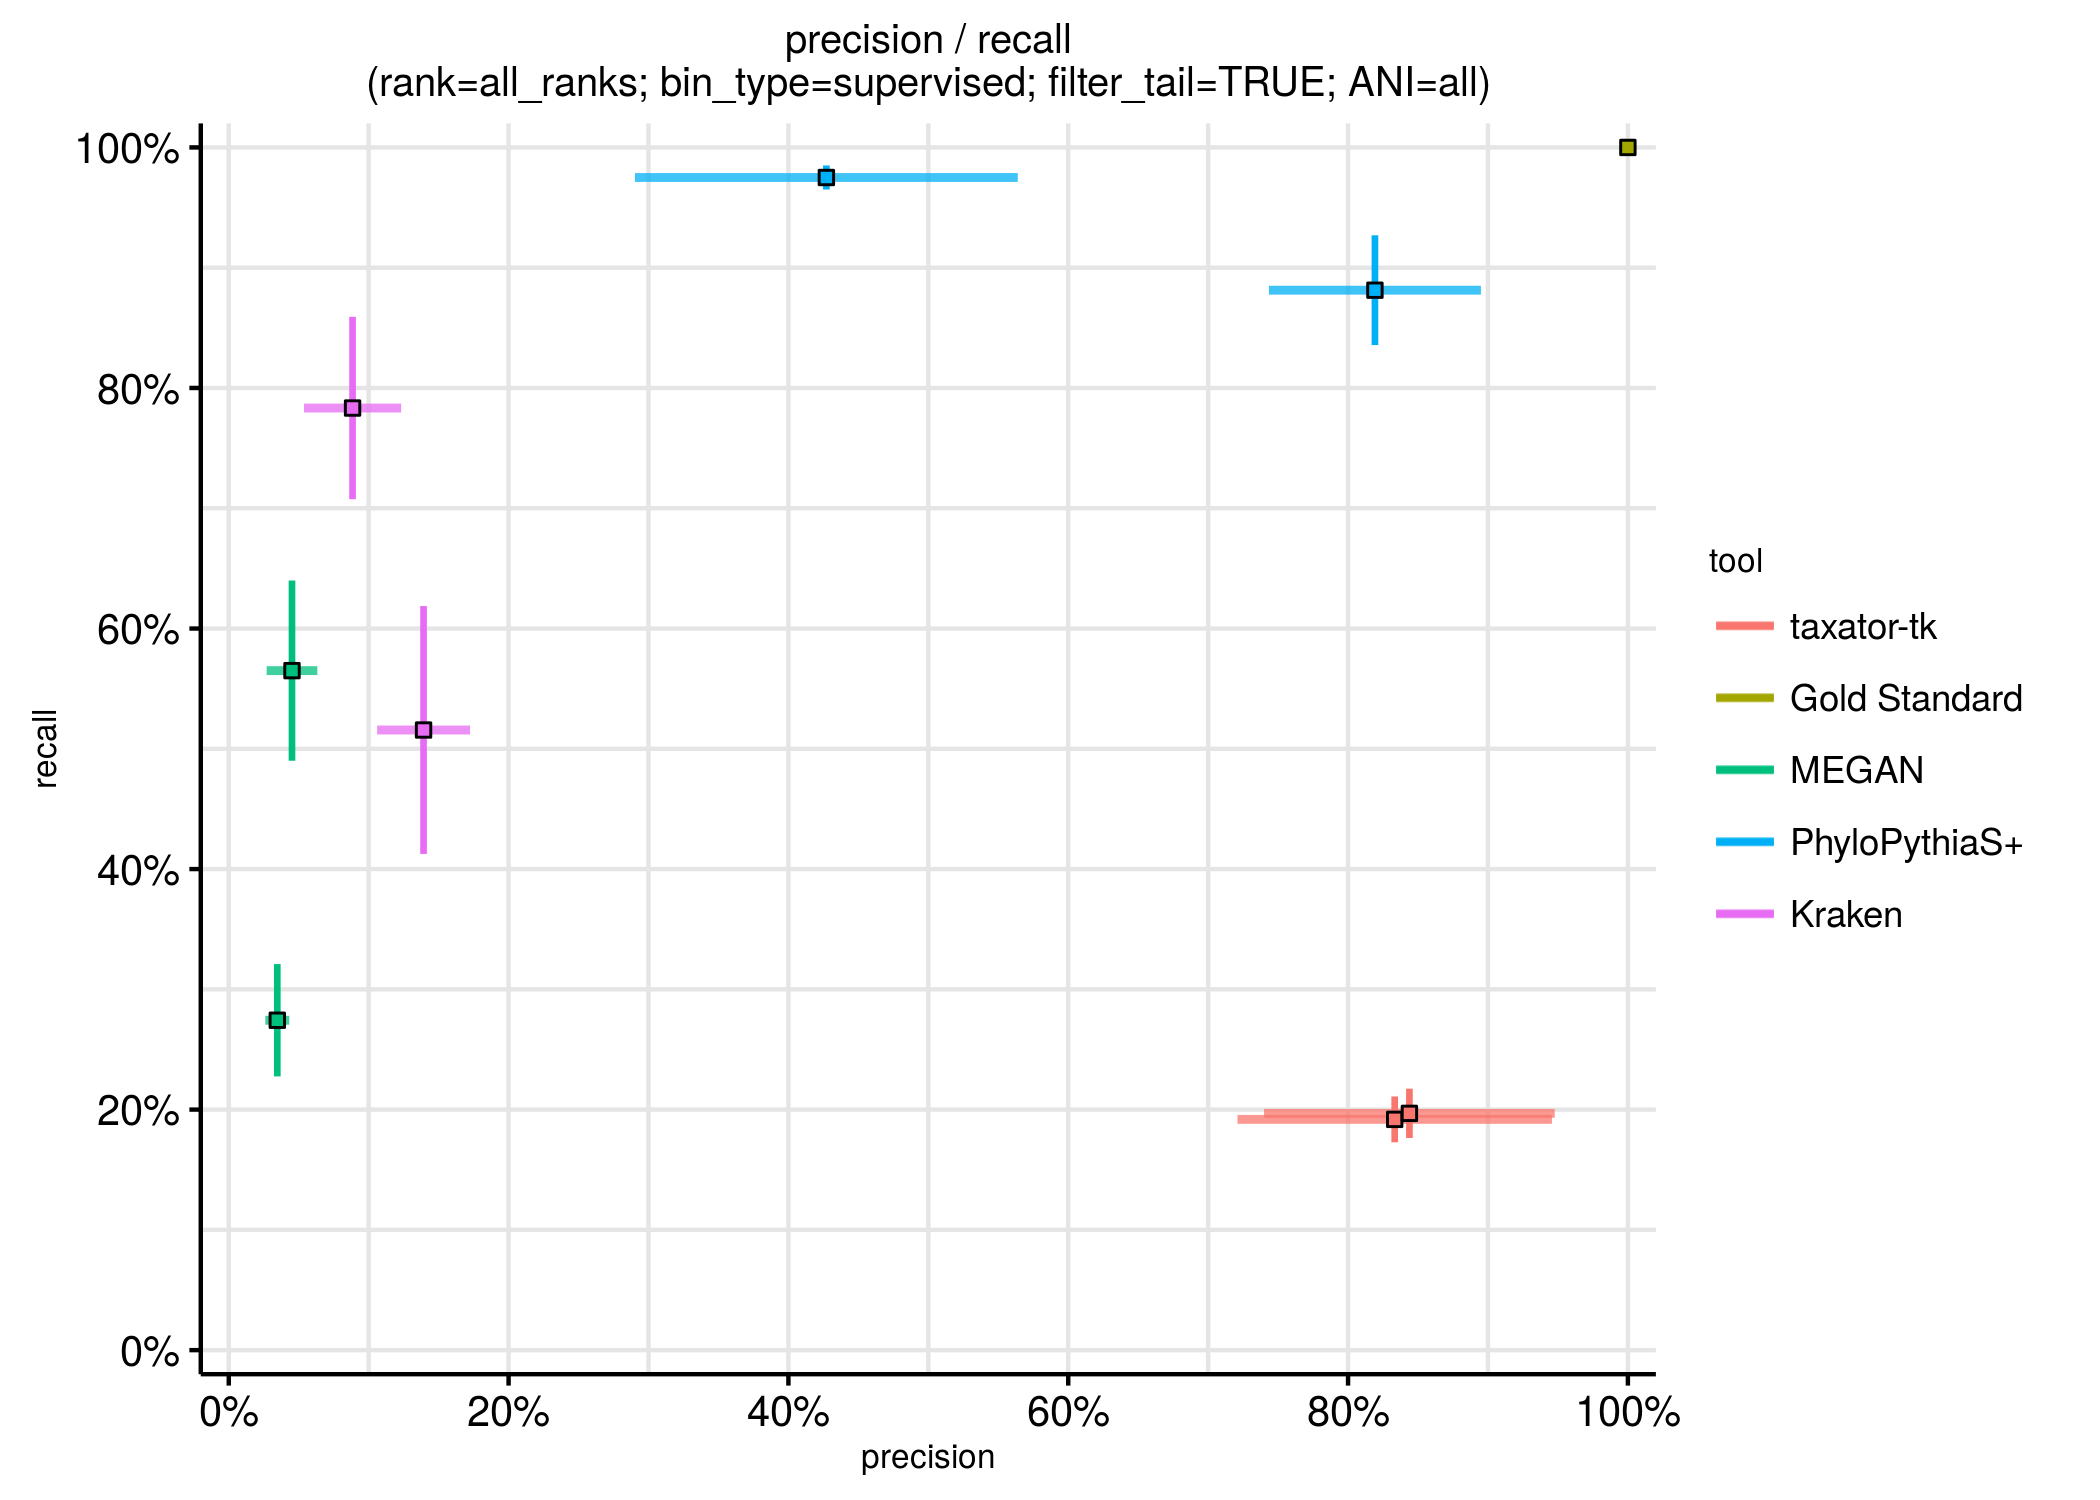 precision / recall
(rank=all_ranks; bin_type=supervised; filter_tail=TRUE; ANI=all)
100%
80%
60%
40%
20%
0%
recall
0%
20%
40%
60%
80%
100%
precision
tool
taxator-tk
Gold Standard
MEGAN
PhyloPythiaS+
Kraken